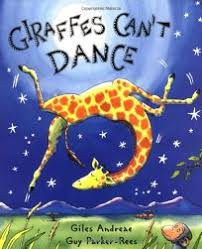 GIRAFFES CAN'T
DANCE
Giles Andreae
Guy Parker-Rees